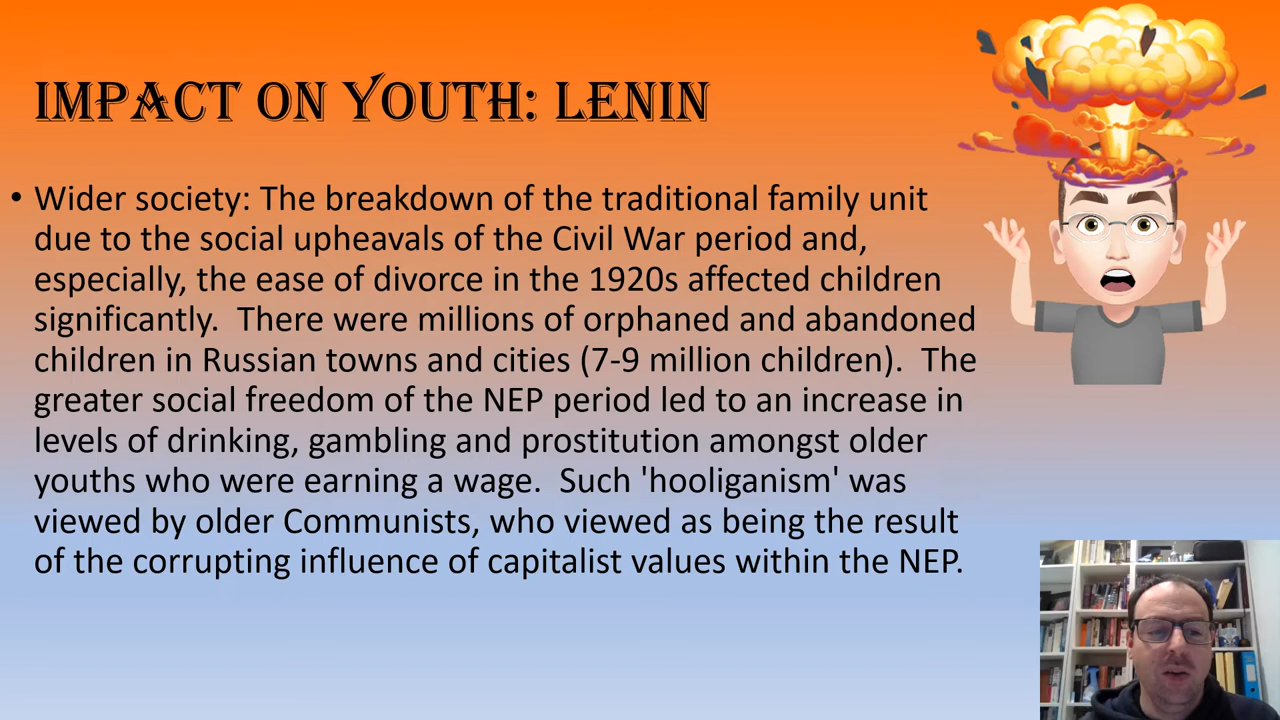 IMPACT ON YOUTH: LENIN
• Wider society: The breakdown of the traditional family unit
due to the social upheavals of the Civil War period and,
especially, the ease of divorce in the 1920s affected children
significantly.  There were millions of orphaned and abandoned
children in Russian towns and cities (7-9 million children).  The
greater social freedom of the NEP period led to an increase in
levels of drinking, gambling and prostitution amongst older
youths who were earning a wage.  Such 'hooliganism' was
viewed by older Communists, who viewed as being the result
of the corrupting influence of capitalist values within the NEP.